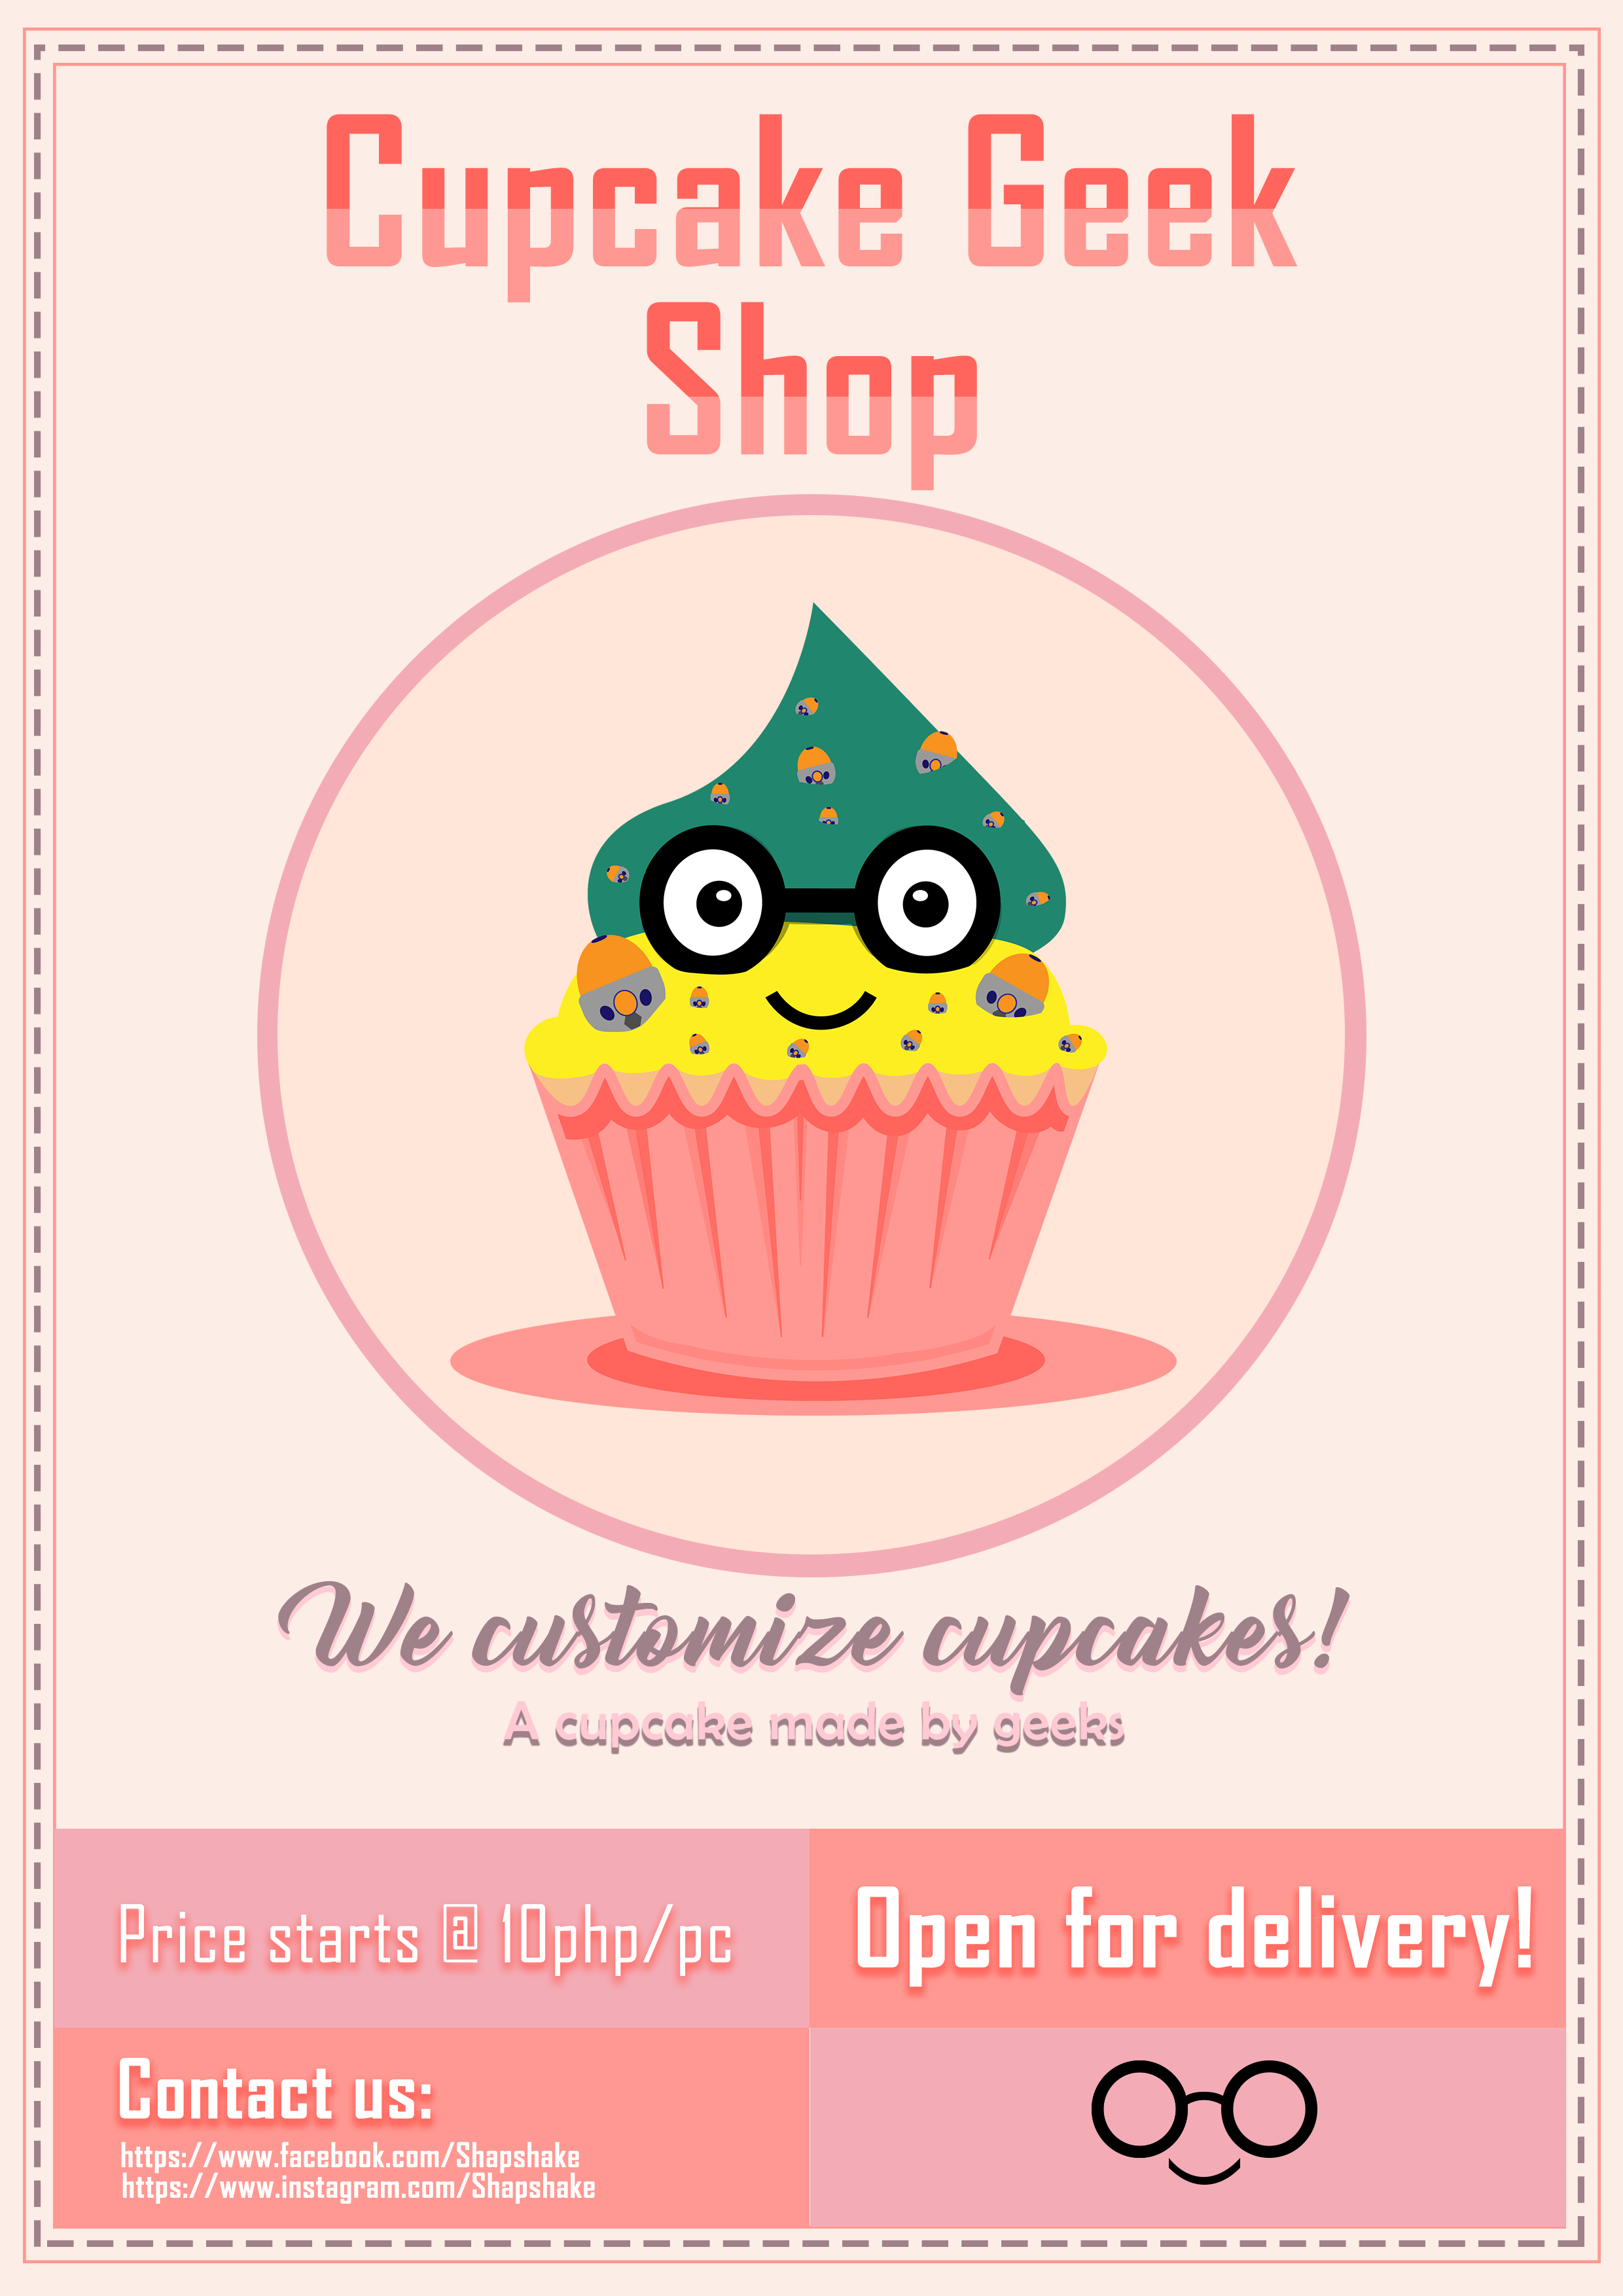 Cupcake Geek
Shop
We customize cupcakes!
A cupcake made by geeks
Price starts @ 10php/pc
Open for delivery!
Contact us:
https://www.facebook.com/Shapshake
https://www.instagram.com/Shapshake